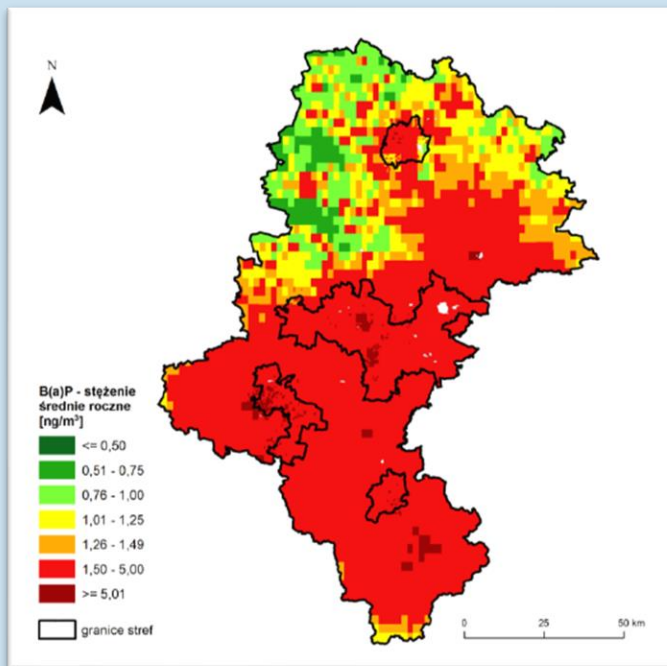 N
B(a)P - stężenie
średnie roczne
[ng/m³]
<= 0,50
0,51 - 0,75
0,76 - 1,00
1,01 - 1,25
1,26 - 1,49
1,50 - 5,00
>= 5,01
granice stref
0 25 50 km